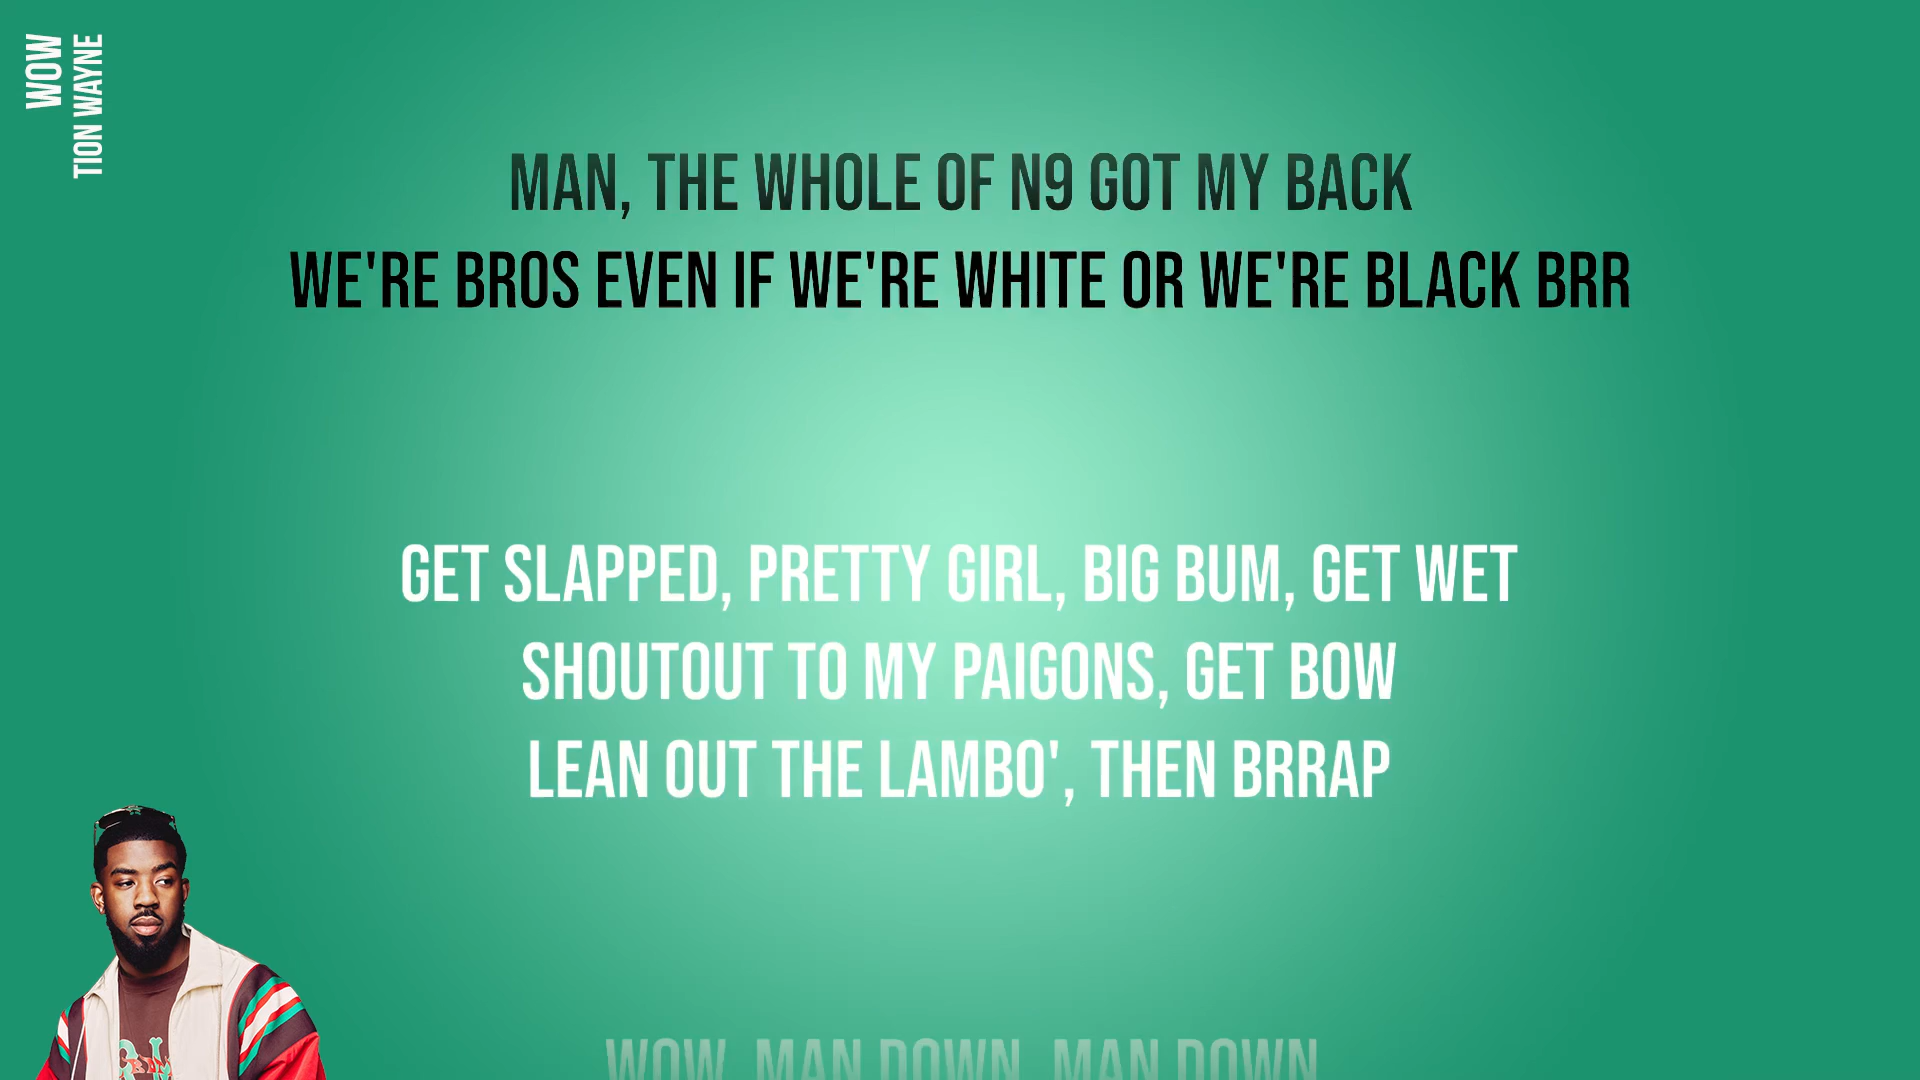 WOW
TION WAYNE
MAN, THE WHOLE OF N9 GOT MY BACK
WE'RE BROS EVEN IF WE'RE WHITE OR WE'RE BLACK BRR
GET SLAPPED, PRETTY GIRL, BIG BUM, GET WET
SHOUTOUT TO MY PAIGONS, GET BOW
LEAN OUT THE LAMBO', THEN BRRAP
WOW, MAN DOWN, MAN DOWN